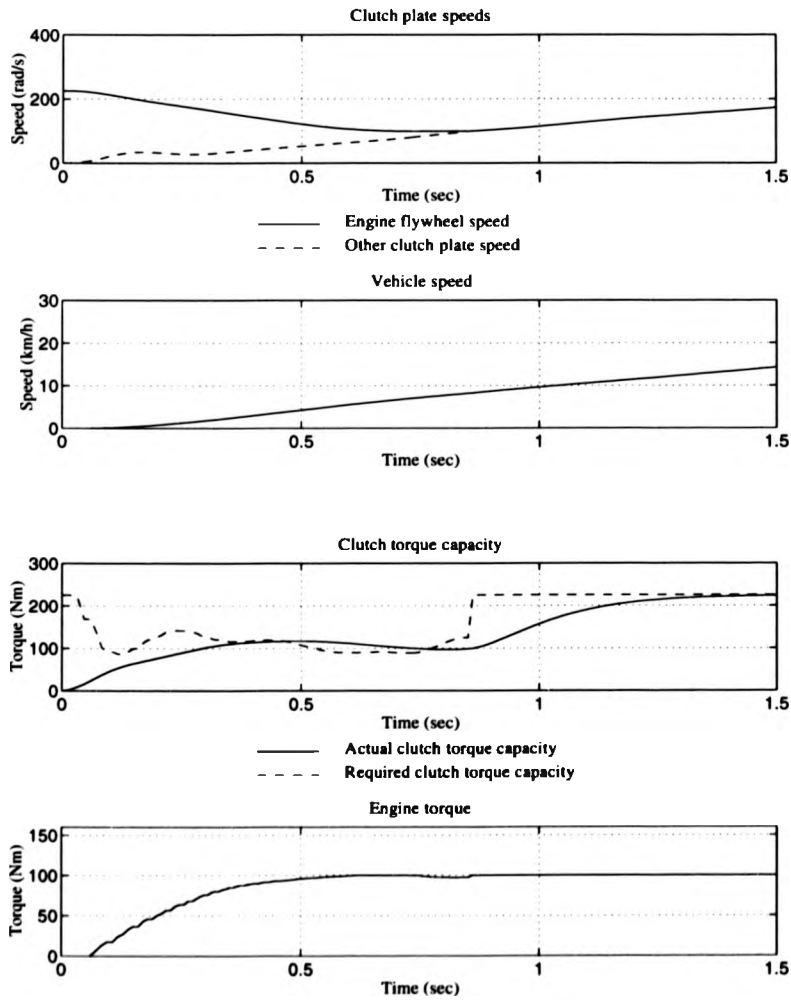 Clutch plate speeds
400
200
0
Speed (rad/s)
0 0.5 1 1.5
Time (sec)
Engine flywheel speed
Other clutch plate speed
Vehicle speed
30
20
10
0
Speed (km/h)
0 0.5 1 1.5
Time (sec)
Clutch torque capacity
300
200
100
0
Torque (Nm)
0 0.5 1 1.5
Time (sec)
Actual clutch torque capacity
Required clutch torque capacity
Engine torque
150
100
50
0
Torque (Nm)
0 0.5 1 1.5
Time (sec)